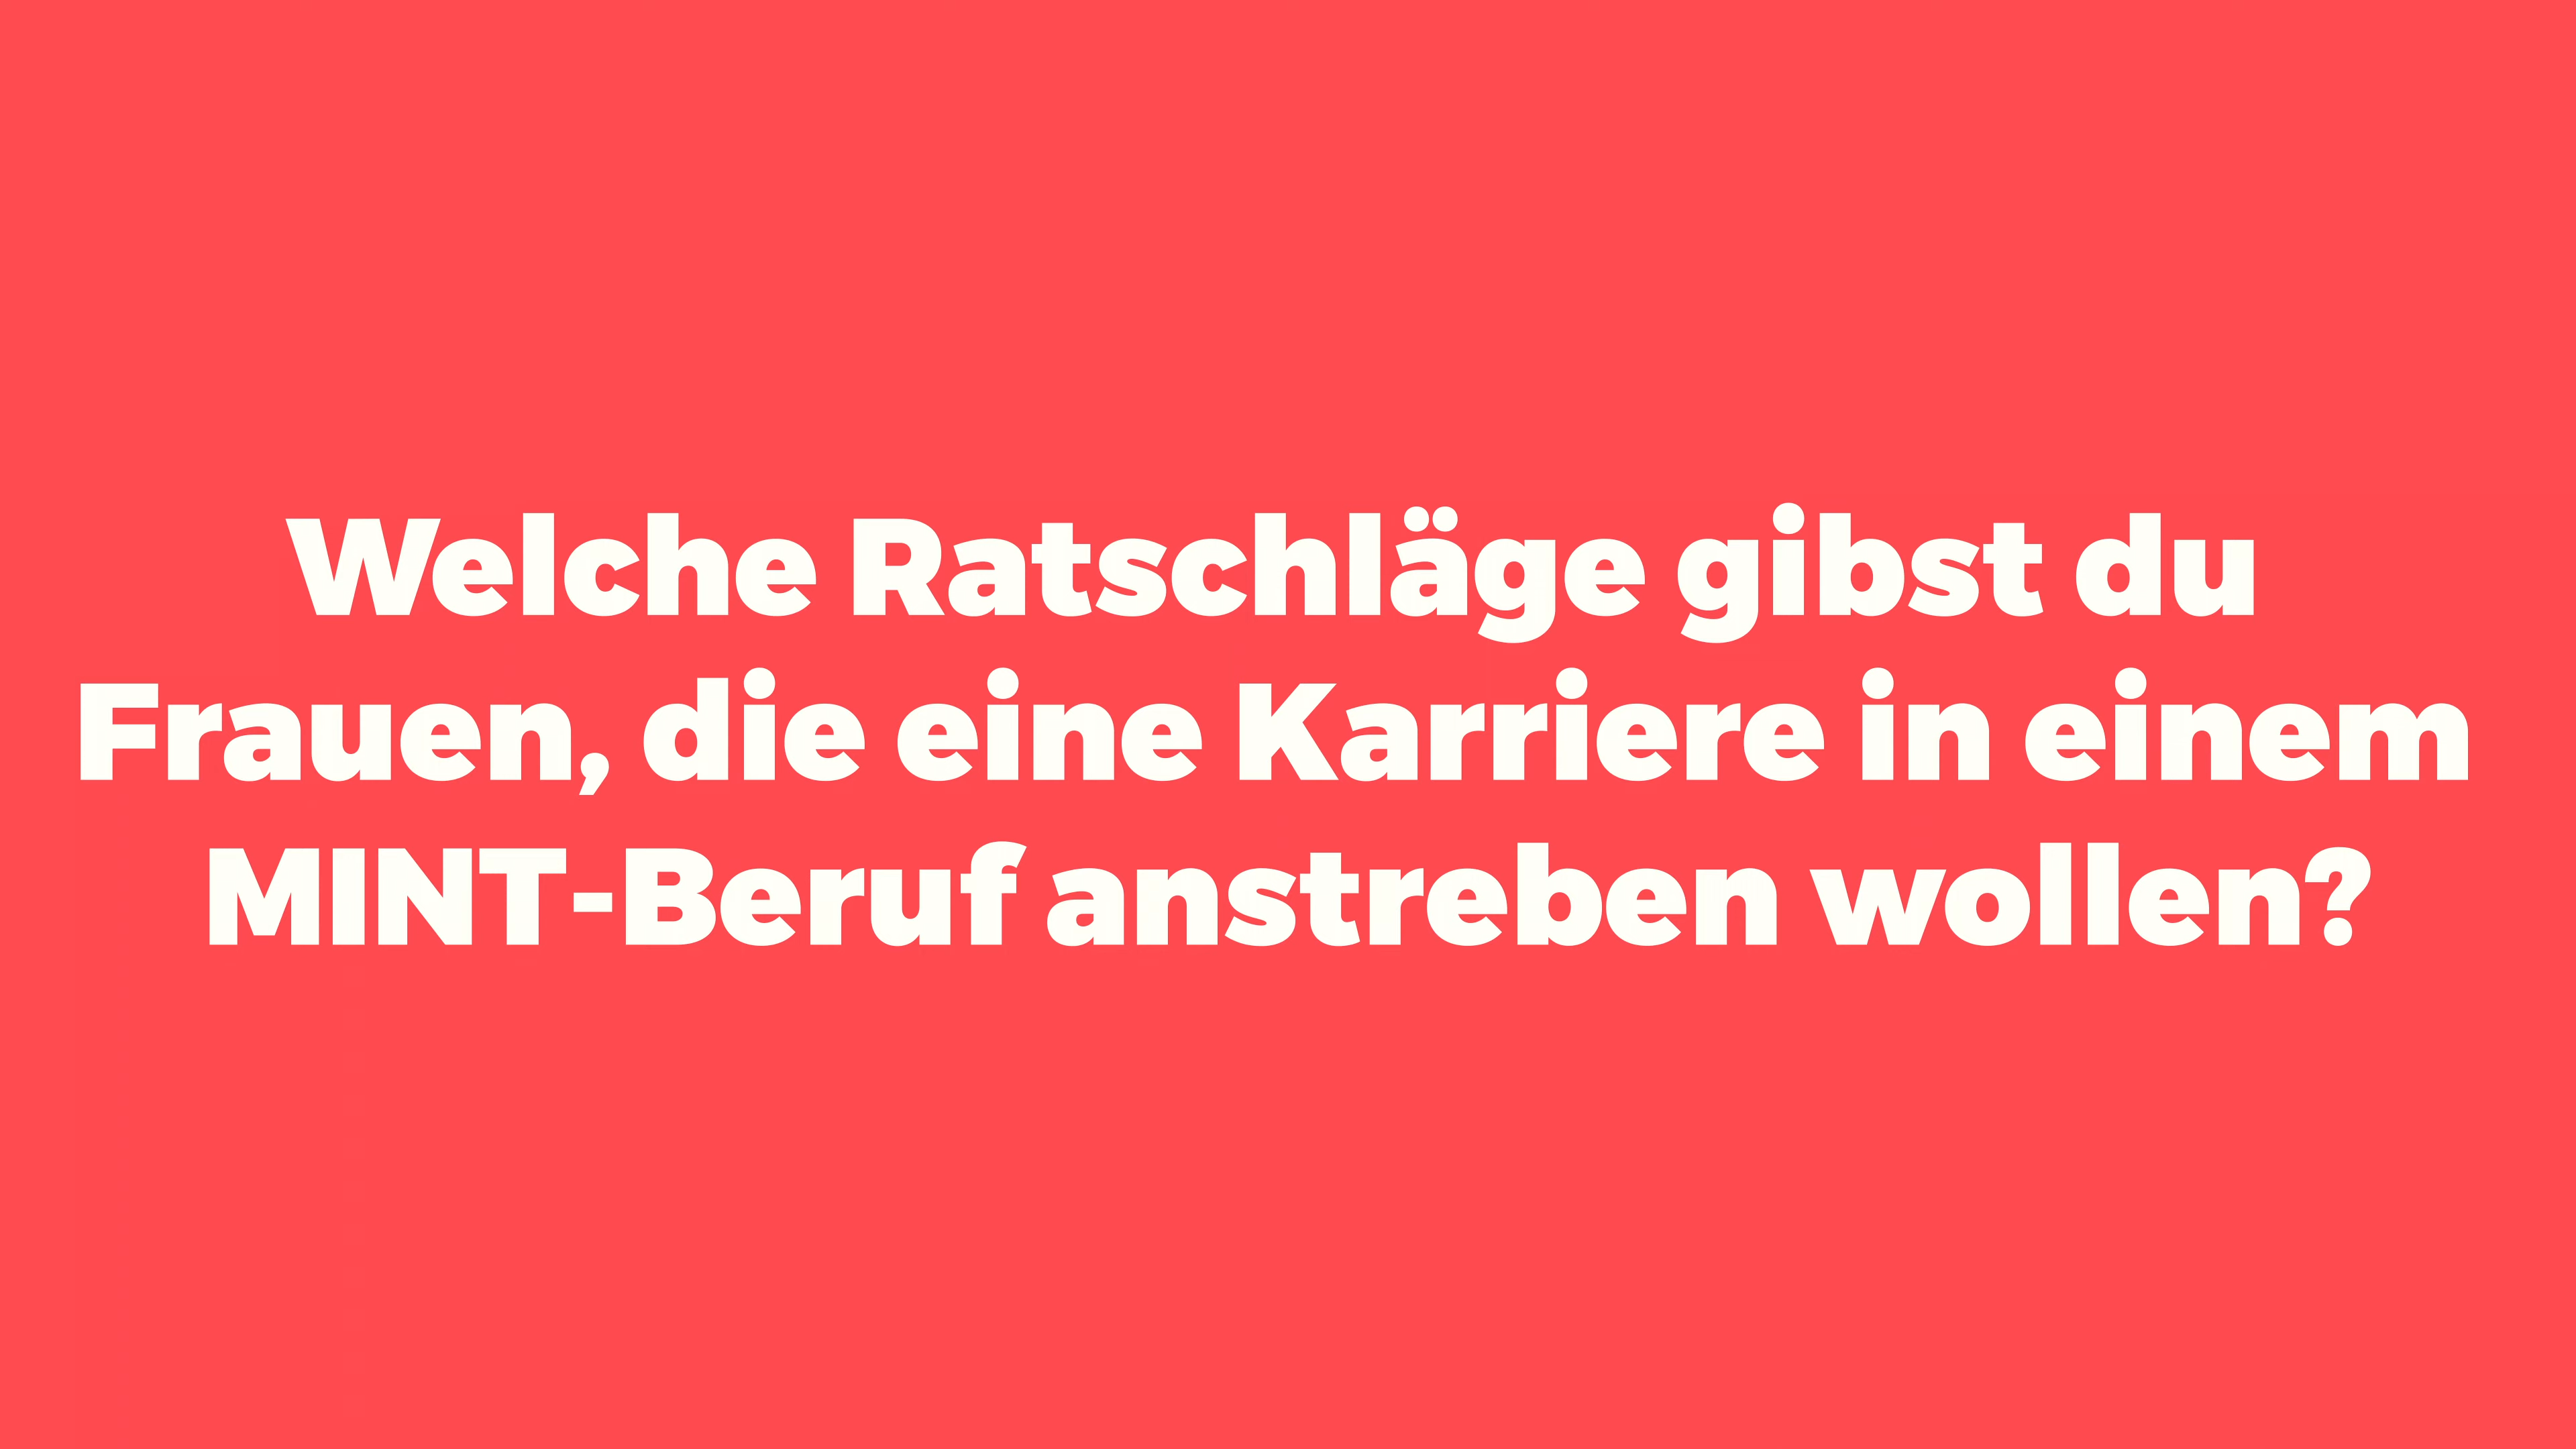 Welche Ratschläge gibst du
Frauen, die eine Karriere in einem
MINT-Beruf anstreben wollen?